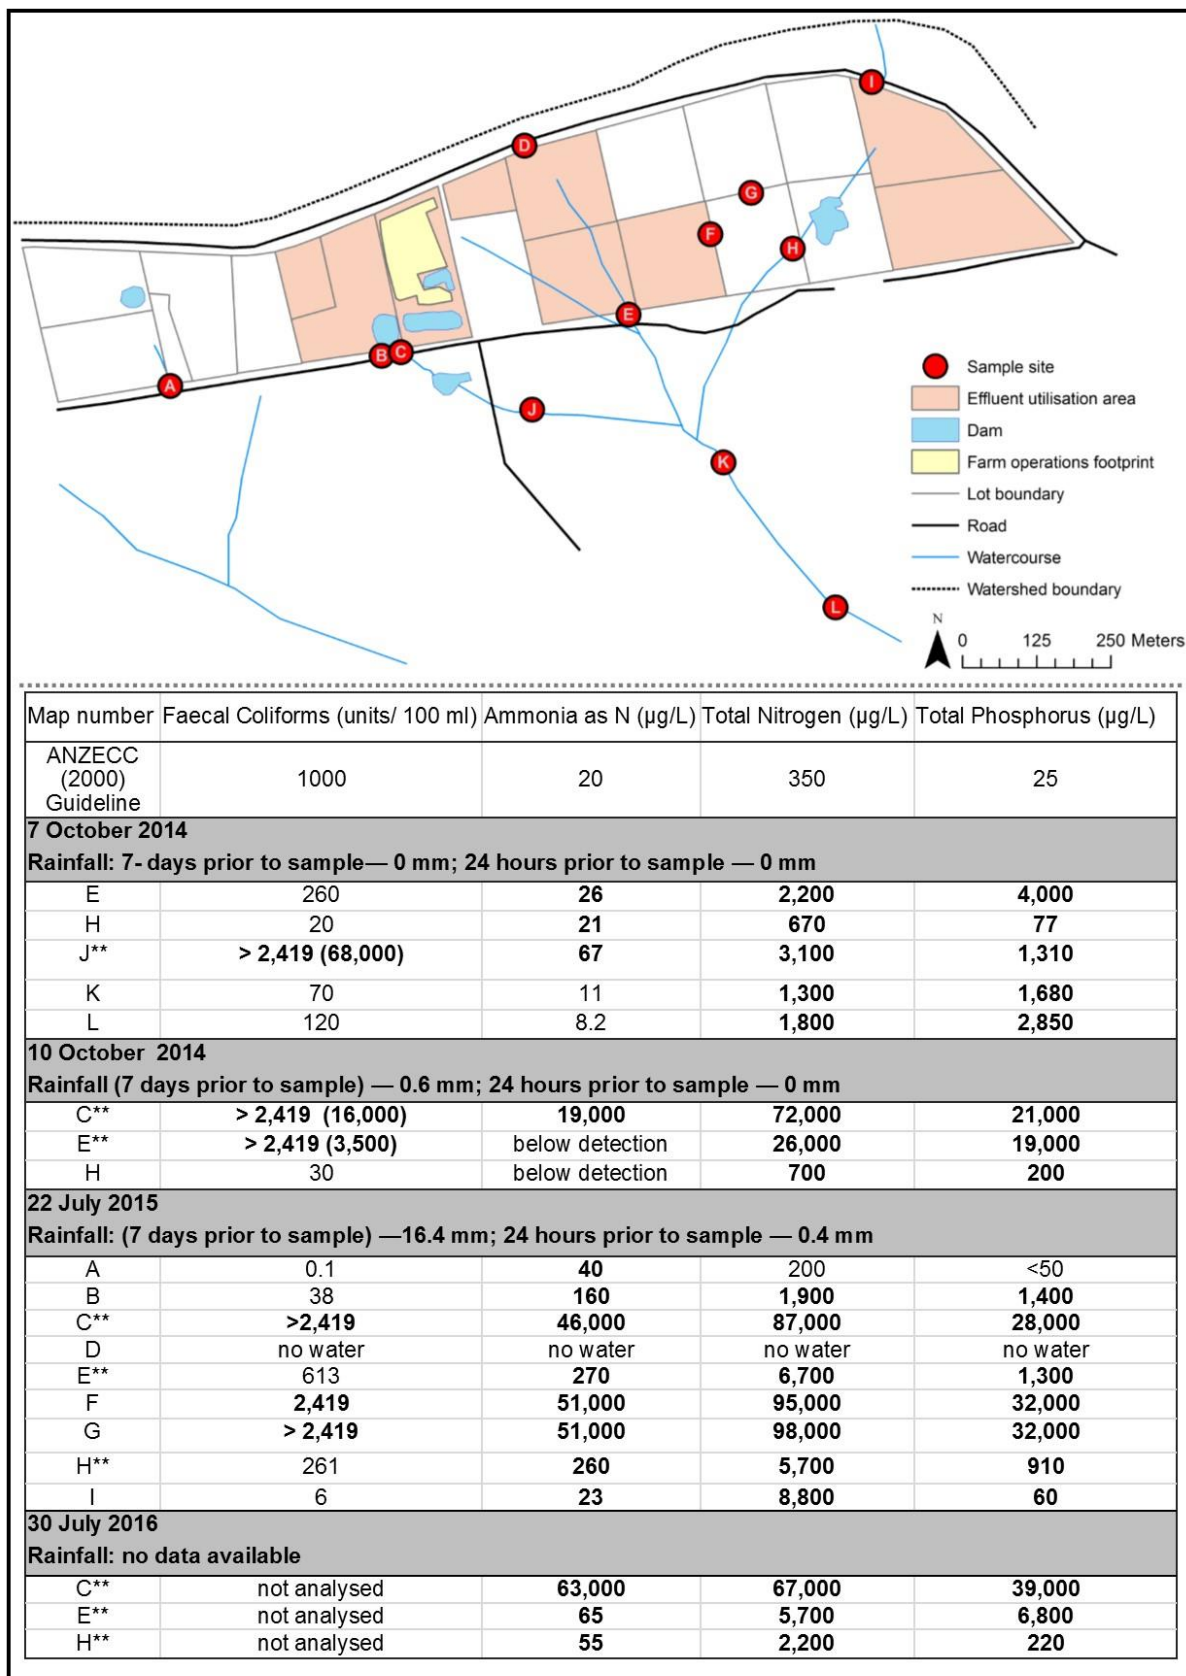 I
D
G
F
H
E
B
C
A
J
K
L
Sample site
Effluent utilisation area
Dam
Farm operations footprint
Lot boundary
Road
Watercourse
Watershed boundary
N
0 125 250 Meters
Map number Faecal Coliforms (units/ 100 ml) Ammonia as N (µg/L) Total Nitrogen (µg/L) Total Phosphorus (µg/L)
ANZECC
(2000)
Guideline
1000 20 350 25
7 October 2014
Rainfall: 7- days prior to sample— 0 mm; 24 hours prior to sample — 0 mm
E 260 26 2,200 4,000
H 20 21 670 77
J** > 2,419 (68,000) 67 3,100 1,310
K 70 11 1,300 1,680
L 120 8.2 1,800 2,850
10 October 2014
Rainfall (7 days prior to sample) — 0.6 mm; 24 hours prior to sample — 0 mm
C** > 2,419 (16,000) 19,000 72,000 21,000
E** > 2,419 (3,500) below detection 26,000 19,000
H 30 below detection 700 200
22 July 2015
Rainfall: (7 days prior to sample) —16.4 mm; 24 hours prior to sample — 0.4 mm
A 0.1 40 200 <50
B 38 160 1,900 1,400
C** >2,419 46,000 87,000 28,000
D no water no water no water no water
E** 613 270 6,700 1,300
F 2,419 51,000 95,000 32,000
G > 2,419 51,000 98,000 32,000
H** 261 260 5,700 910
I 6 23 8,800 60
30 July 2016
Rainfall: no data available
C** not analysed 63,000 67,000 39,000
E** not analysed 65 5,700 6,800
H** not analysed 55 2,200 220